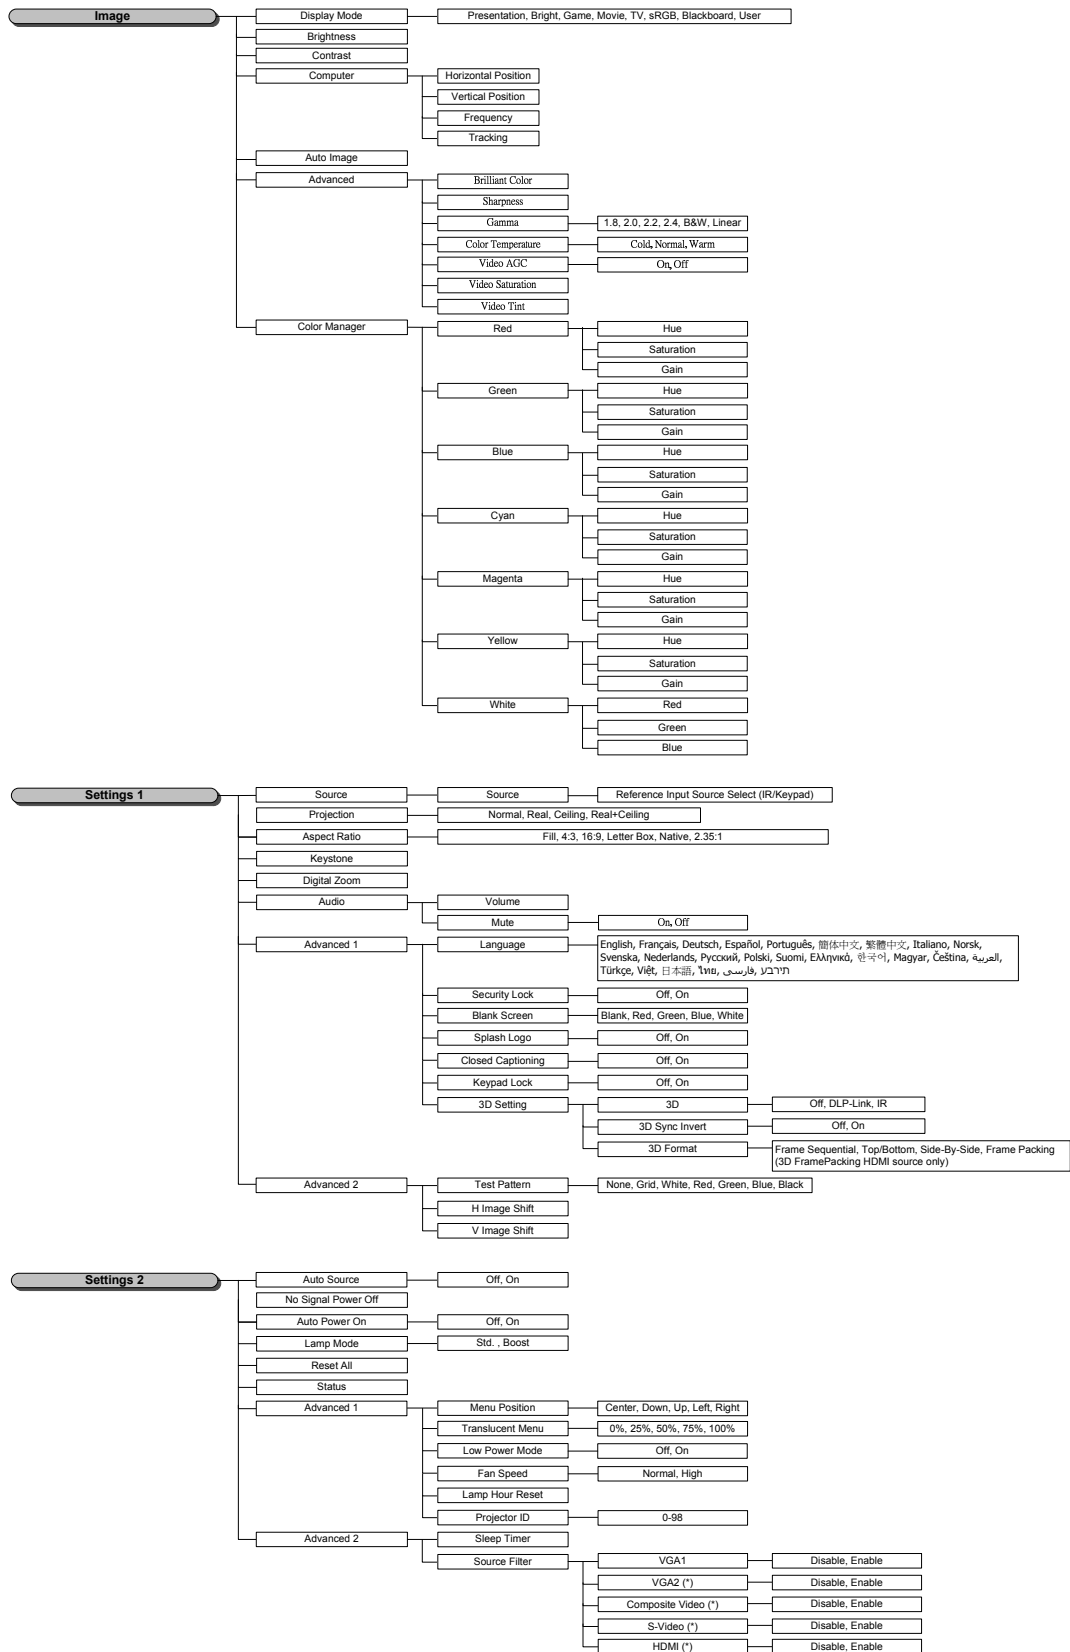 Image
Display Mode
Presentation, Bright, Game, Movie, TV, sRGB, Blackboard, User
Brightness
Contrast
Computer
Horizontal Position
Vertical Position
Frequency
Tracking
Auto Image
Advanced
Brilliant Color
Sharpness
Gamma
1.8, 2.0, 2.2, 2.4, B&W, Linear
Color Temperature
Cold, Normal, Warm
Video AGC
On, Off
Video Saturation
Video Tint
Color Manager
Red
Hue
Saturation
Gain
Green
Hue
Saturation
Gain
Blue
Hue
Saturation
Gain
Cyan
Hue
Saturation
Gain
Magenta
Hue
Saturation
Gain
Yellow
Hue
Saturation
Gain
White
Red
Green
Blue
Settings 1
Source
Source
Reference Input Source Select (IR/Keypad)
Projection
Normal, Real, Ceiling, Real+Ceiling
Aspect Ratio
Fill, 4:3, 16:9, Letter Box, Native, 2.35:1
Keystone
Digital Zoom
Audio
Volume
Mute
On, Off
Advanced 1
Language
English, Français, Deutsch, Español, Português, 簡体中文, 繁體中文, Italiano, Norsk,
Svenska, Nederlands, Русский, Polski, Suomi, Ελληνικά, 한국어, Magyar, Čeština, العربية,
Türkçe, Việt, 日本語, ไทย, فارسی, תירבע
Security Lock
Off, On
Blank Screen
Blank, Red, Green, Blue, White
Splash Logo
Off, On
Closed Captioning
Off, On
Keypad Lock
Off, On
3D Setting
3D
Off, DLP-Link, IR
3D Sync Invert
Off, On
3D Format
Frame Sequential, Top/Bottom, Side-By-Side, Frame Packing
(3D FramePacking HDMI source only)
Advanced 2
Test Pattern
None, Grid, White, Red, Green, Blue, Black
H Image Shift
V Image Shift
Settings 2
Auto Source
Off, On
No Signal Power Off
Auto Power On
Off, On
Lamp Mode
Std. , Boost
Reset All
Status
Advanced 1
Menu Position
Center, Down, Up, Left, Right
Translucent Menu
0%, 25%, 50%, 75%, 100%
Low Power Mode
Off, On
Fan Speed
Normal, High
Lamp Hour Reset
Projector ID
0-98
Advanced 2
Sleep Timer
Source Filter
VGA1
Disable, Enable
VGA2 (*)
Disable, Enable
Composite Video (*)
Disable, Enable
S-Video (*)
Disable, Enable
HDMI (*)
Disable, Enable